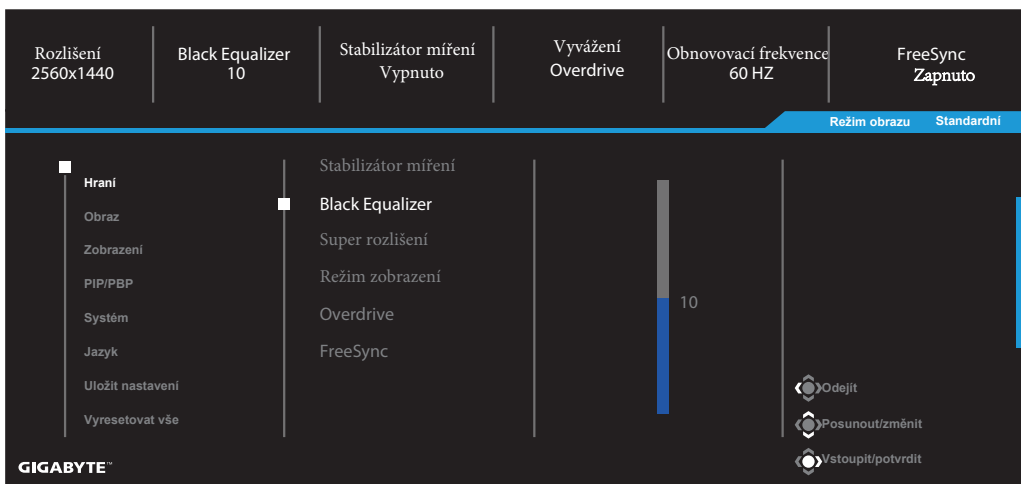 Rozlišení
2560x1440
Black Equalizer
10
Stabilizátor míření
Vypnuto
Vyvážení
Overdrive
Obnovovací frekvence
60 HZ
FreeSync
Zapnuto
Režim obrazu Standardní
Hraní
Obraz
Zobrazení
PIP/PBP
Systém
Jazyk
Uložit nastavení
Vyresetovat vše
Stabilizátor míření
Black Equalizer
Super rozlišení
Režim zobrazení
Overdrive
FreeSync
10
Odejít
Posunout/změnit
Vstoupit/potvrdit
GIGABYTE™